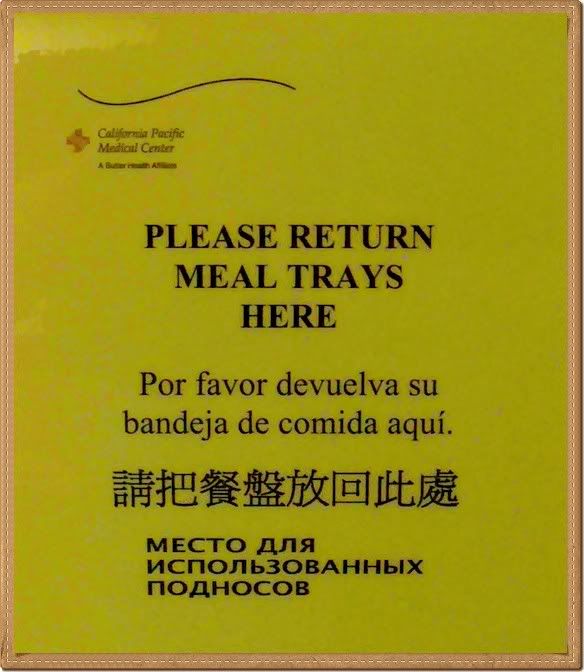 California Pacific
Medical Center
A Sutter Health Affiliate
PLEASE RETURN
MEAL TRAYS
HERE
Por favor devuelva su
bandeja de comida aquí.
請把餐盤放回此處
МЕСТО ДЛЯ
ИСПОЛЬЗОВАННЫХ
ПОДНОСОВ